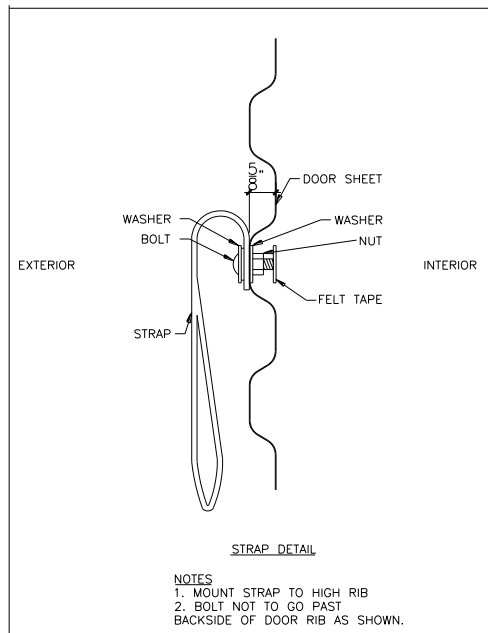 5/8"
DOOR SHEET
WASHER
WASHER
BOLT
NUT
EXTERIOR
INTERIOR
FELT TAPE
STRAP
STRAP DETAIL
NOTES
1. MOUNT STRAP TO HIGH RIB
2. BOLT NOT TO GO PAST
BACKSIDE OF DOOR RIB AS SHOWN.